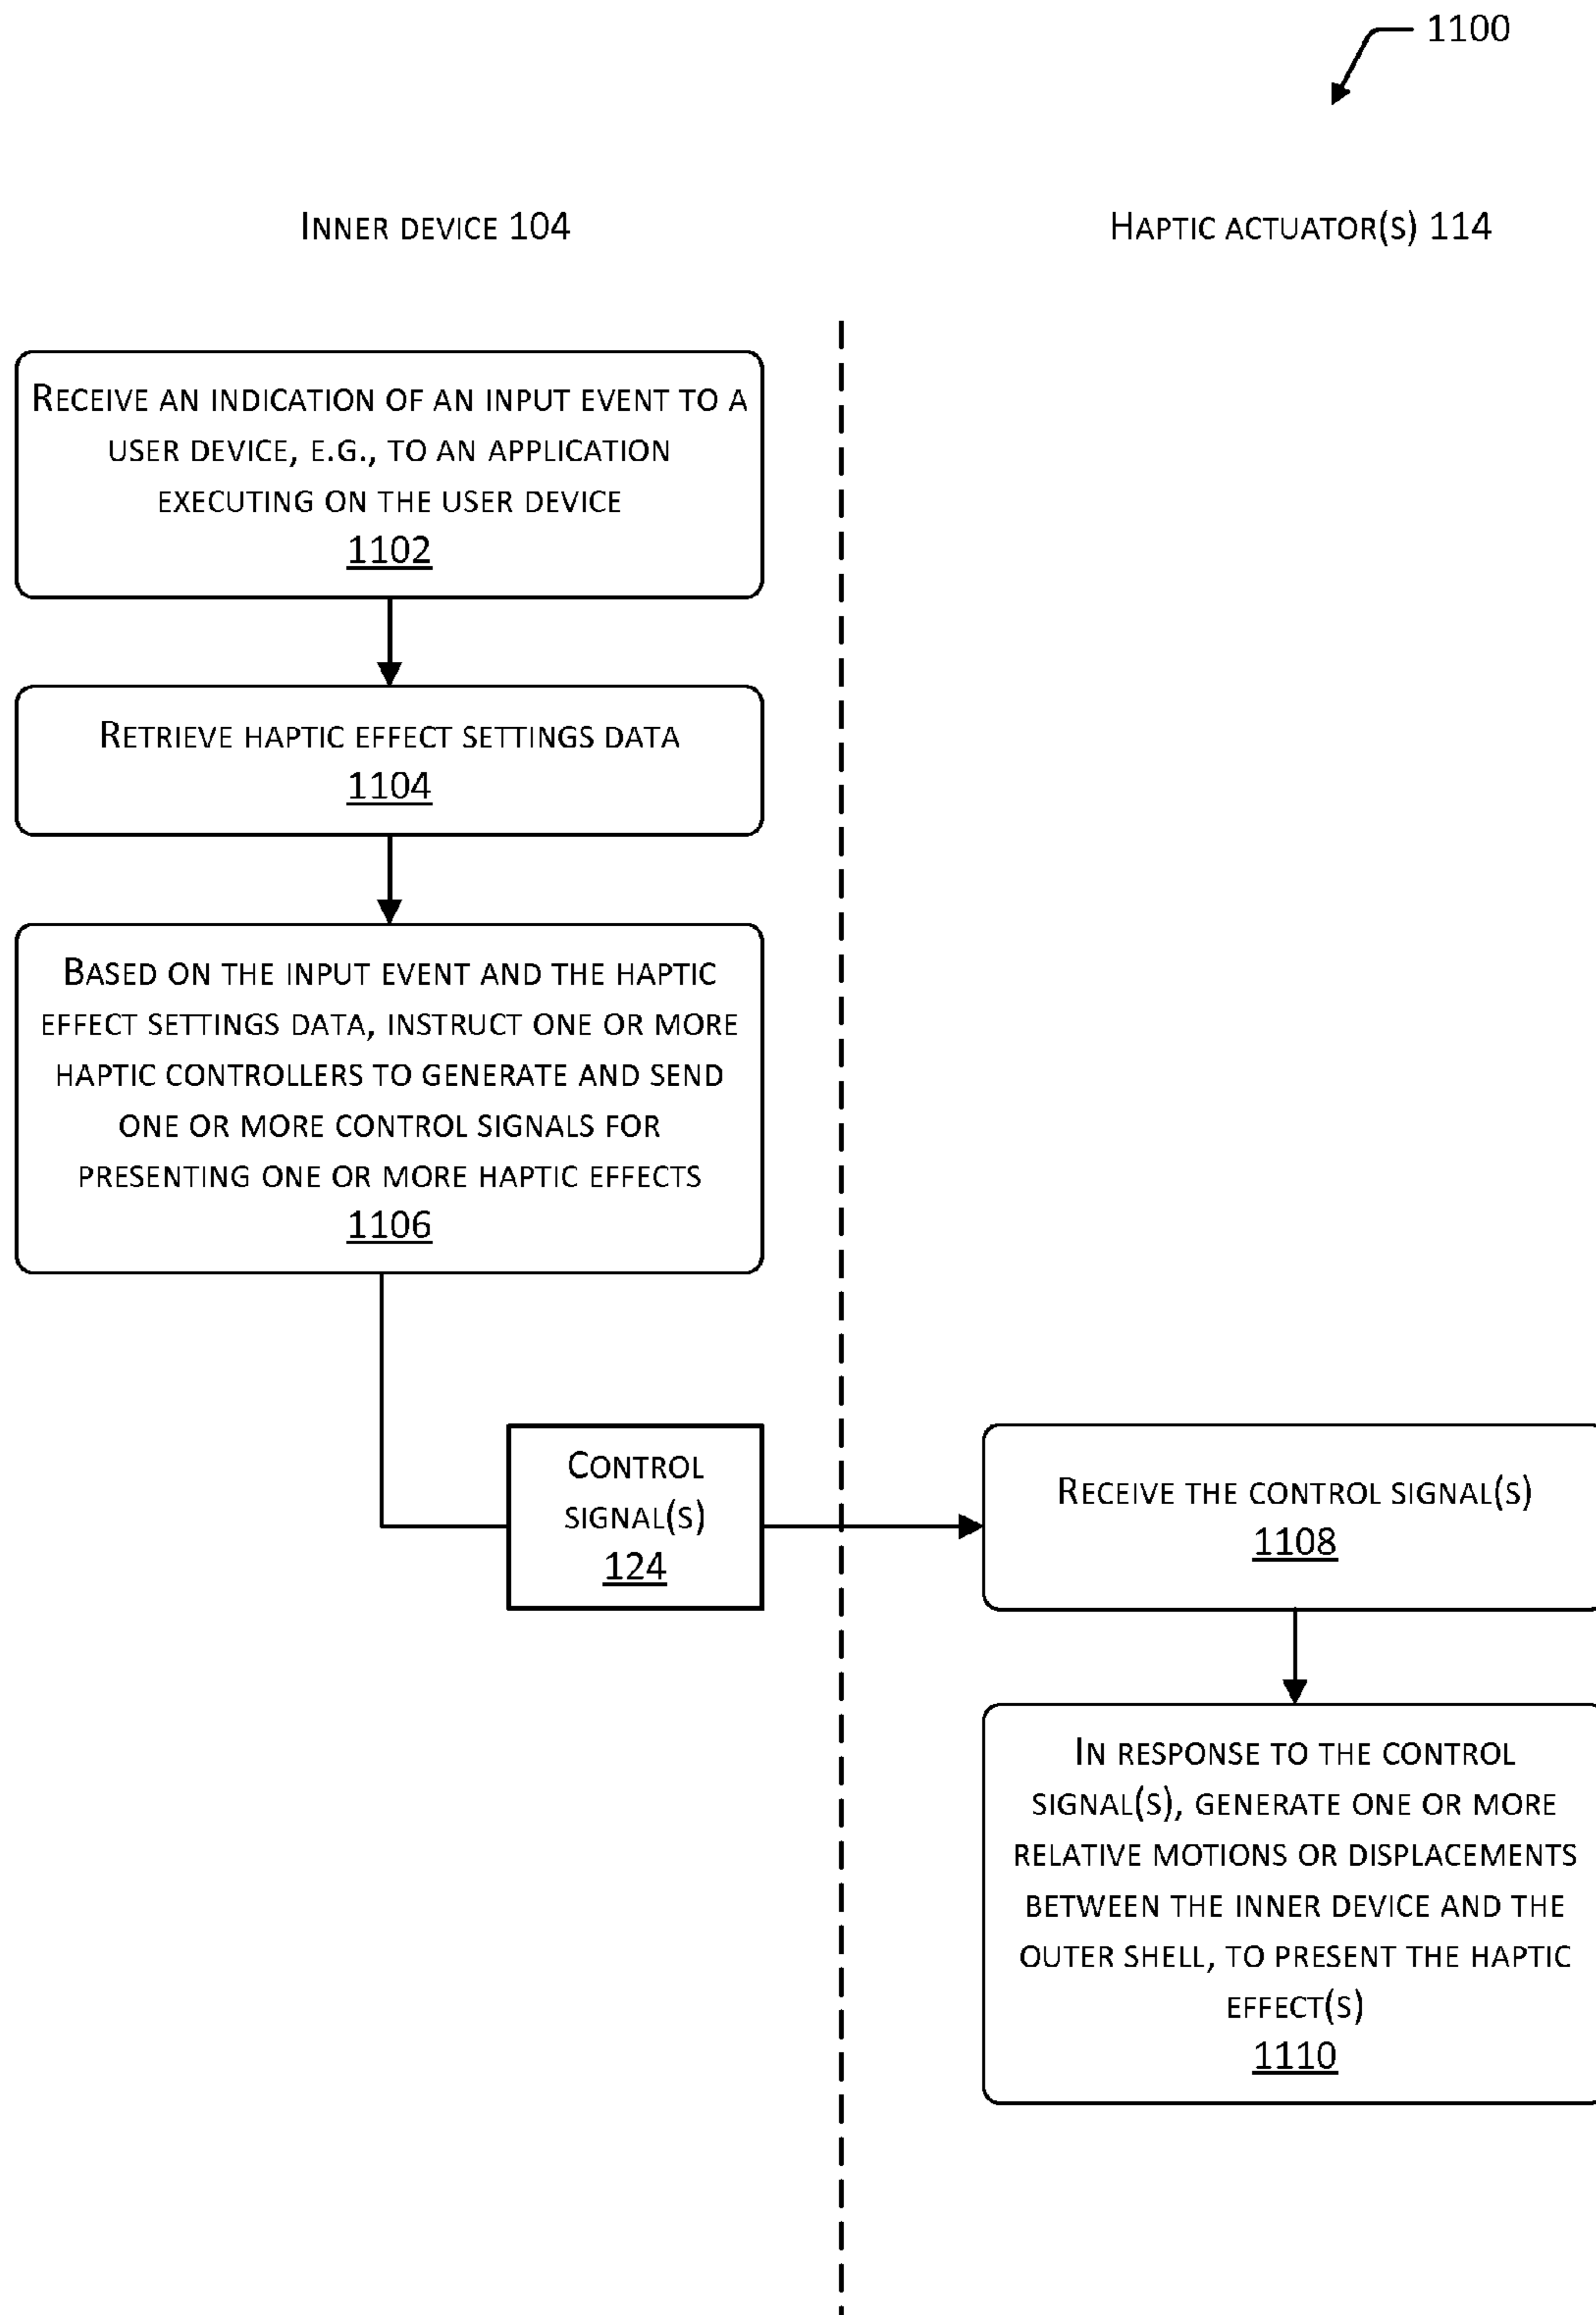 1100
Inner device 104
Haptic actuator(s) 114
Receive an indication of an input event to a
user device, e.g., to an application
executing on the user device
1102
Retrieve haptic effect settings data
1104
Based on the input event and the haptic
effect settings data, instruct one or more
haptic controllers to generate and send
one or more control signals for
presenting one or more haptic effects
1106
Control
signal(s)
124
Receive the control signal(s)
1108
In response to the control
signal(s), generate one or more
relative motions or displacements
between the inner device and the
outer shell, to present the haptic
effect(s)
1110